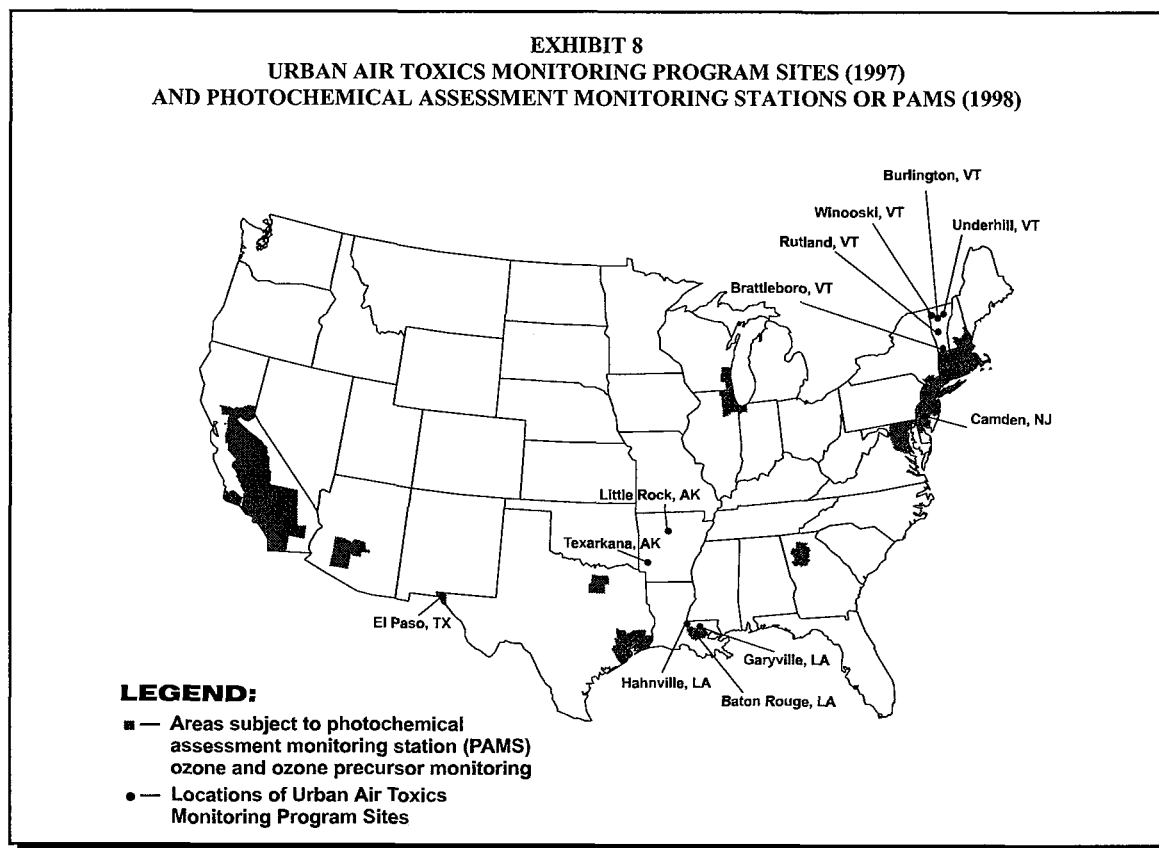 EXHIBIT 8
URBAN AIR TOXICS MONITORING PROGRAM SITES (1997)
AND PHOTOCHEMICAL ASSESSMENT MONITORING STATIONS OR PAMS (1998)
Burlington, VT
Winooski, VT
Underhill, VT
Rutland, VT
Brattleboro, VT
Camden, NJ
Little Rock, AK
Texarkana, AK
El Paso, TX
Garyville, LA
Hahnville, LA
Baton Rouge, LA
LEGEND:
— Areas subject to photochemical
assessment monitoring station (PAMS)
ozone and ozone precursor monitoring
— Locations of Urban Air Toxics
Monitoring Program Sites